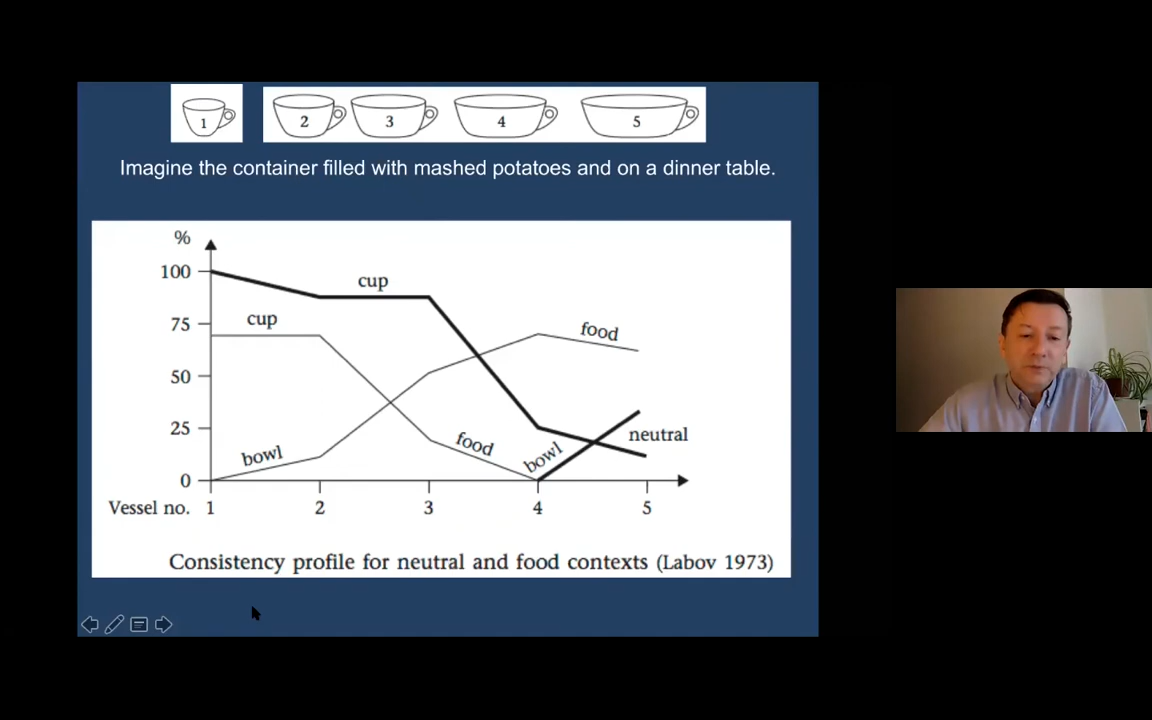 1 2 3 4 5
Imagine the container filled with mashed potatoes and on a dinner table.
%
100
75
50
25
0
cup
cup
food
bowl
food
bowl
neutral
Vessel no. 1 2 3 4 5
Consistency profile for neutral and food contexts (Labov 1973)